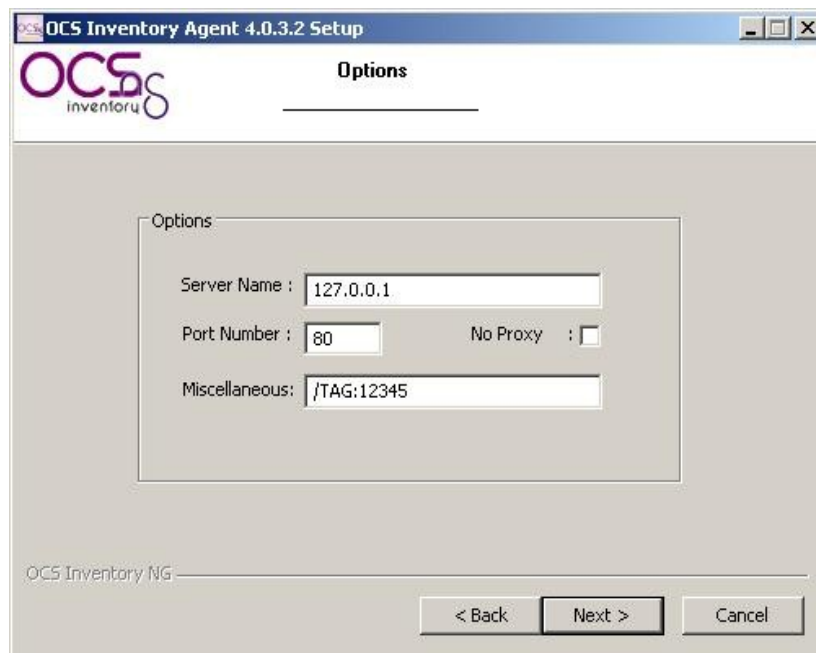 OCS Inventory Agent 4.0.3.2 Setup
OCS
inventory
Options
Options
Server Name : 127.0.0.1
Port Number : 80 No Proxy :
Miscellaneous: /TAG:12345
OCS Inventory NG
< Back Next > Cancel